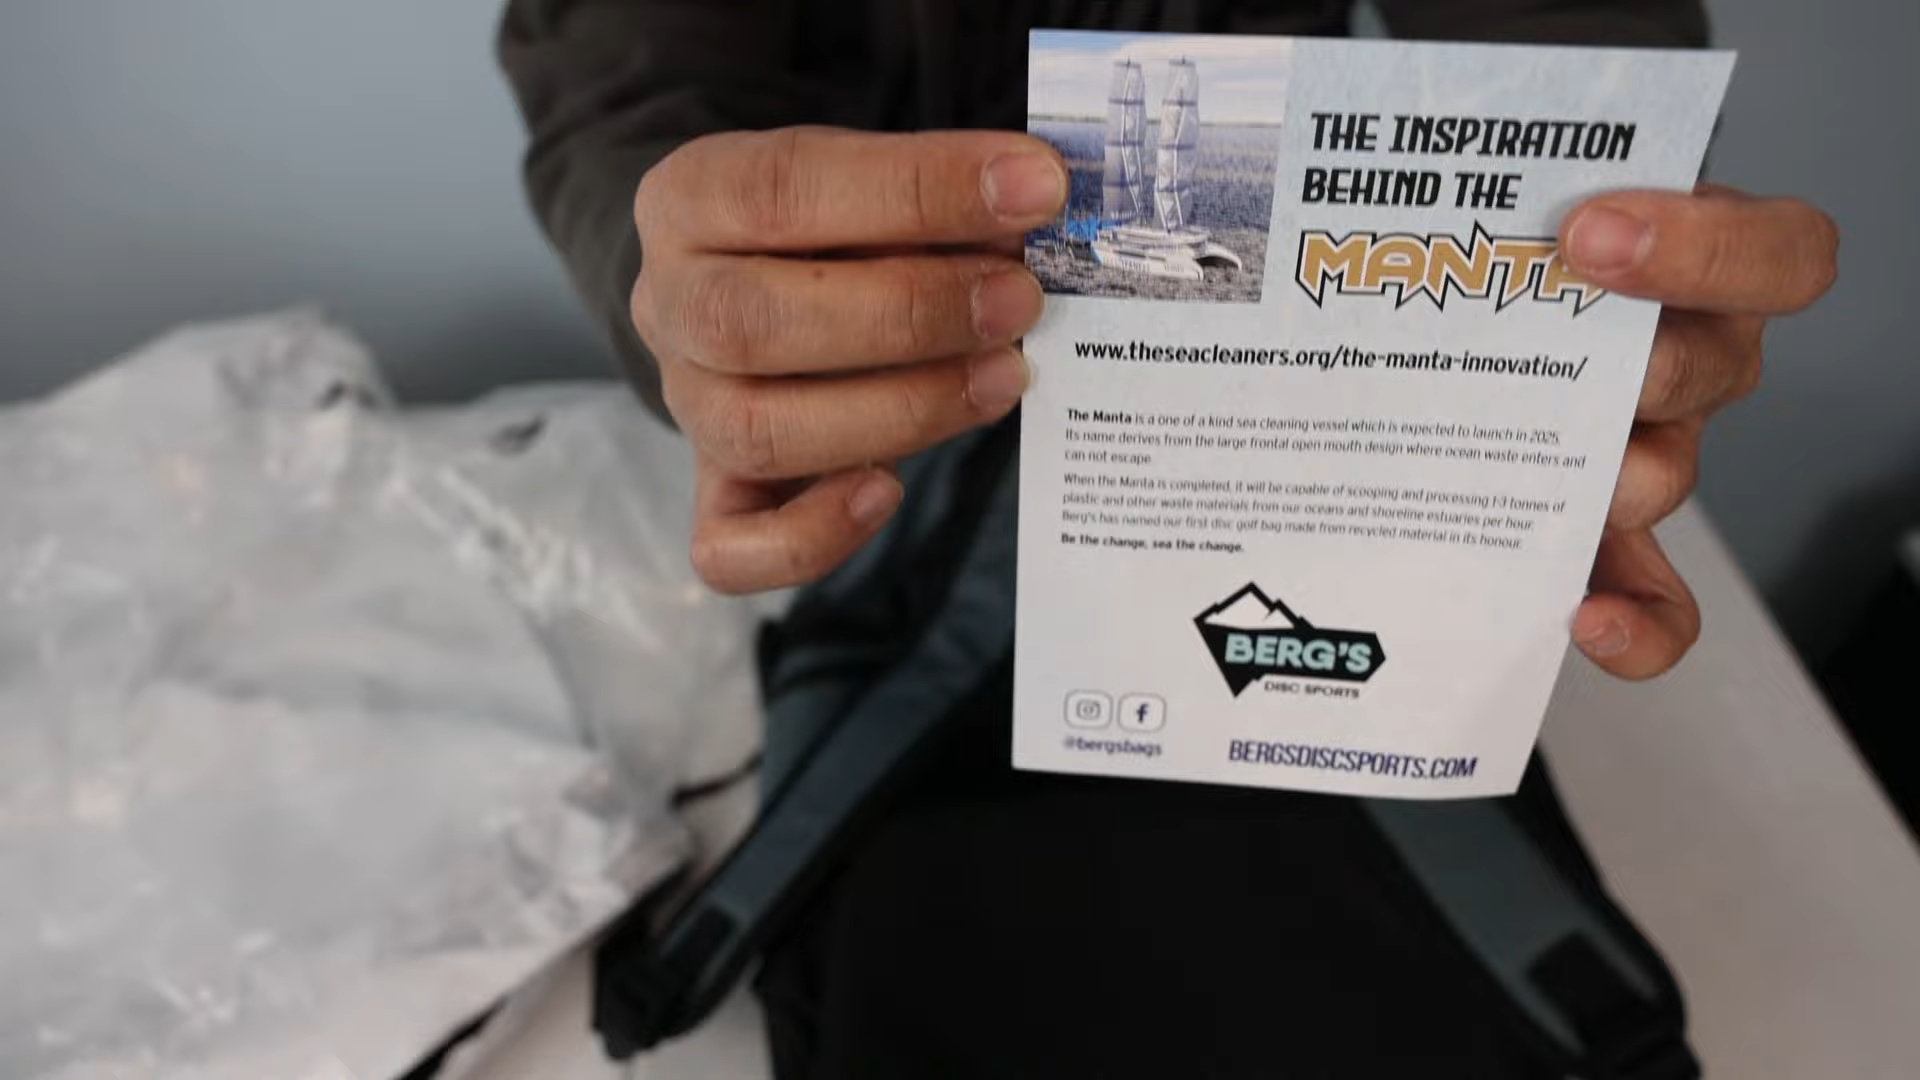 THE INSPIRATION
BEHIND THE
MANTA
www.theseacleaners.org/the-manta-innovation/
The Manta is a one of a kind sea cleaning vessel which is expected to launch in 2025.
Its name derives from the large frontal open mouth design where ocean waste enters and
can not escape.
When the Manta is completed, it will be capable of scooping and processing 1-3 tonnes of
plastic and other waste materials from our oceans and shoreline estuaries per hour.
Berg's has named our first disc golf bag made from recycled material in its honour.
Be the change, sea the change.
BERG'S
DISC SPORTS
@bergsbags
BERGSDISCSPORTS.COM